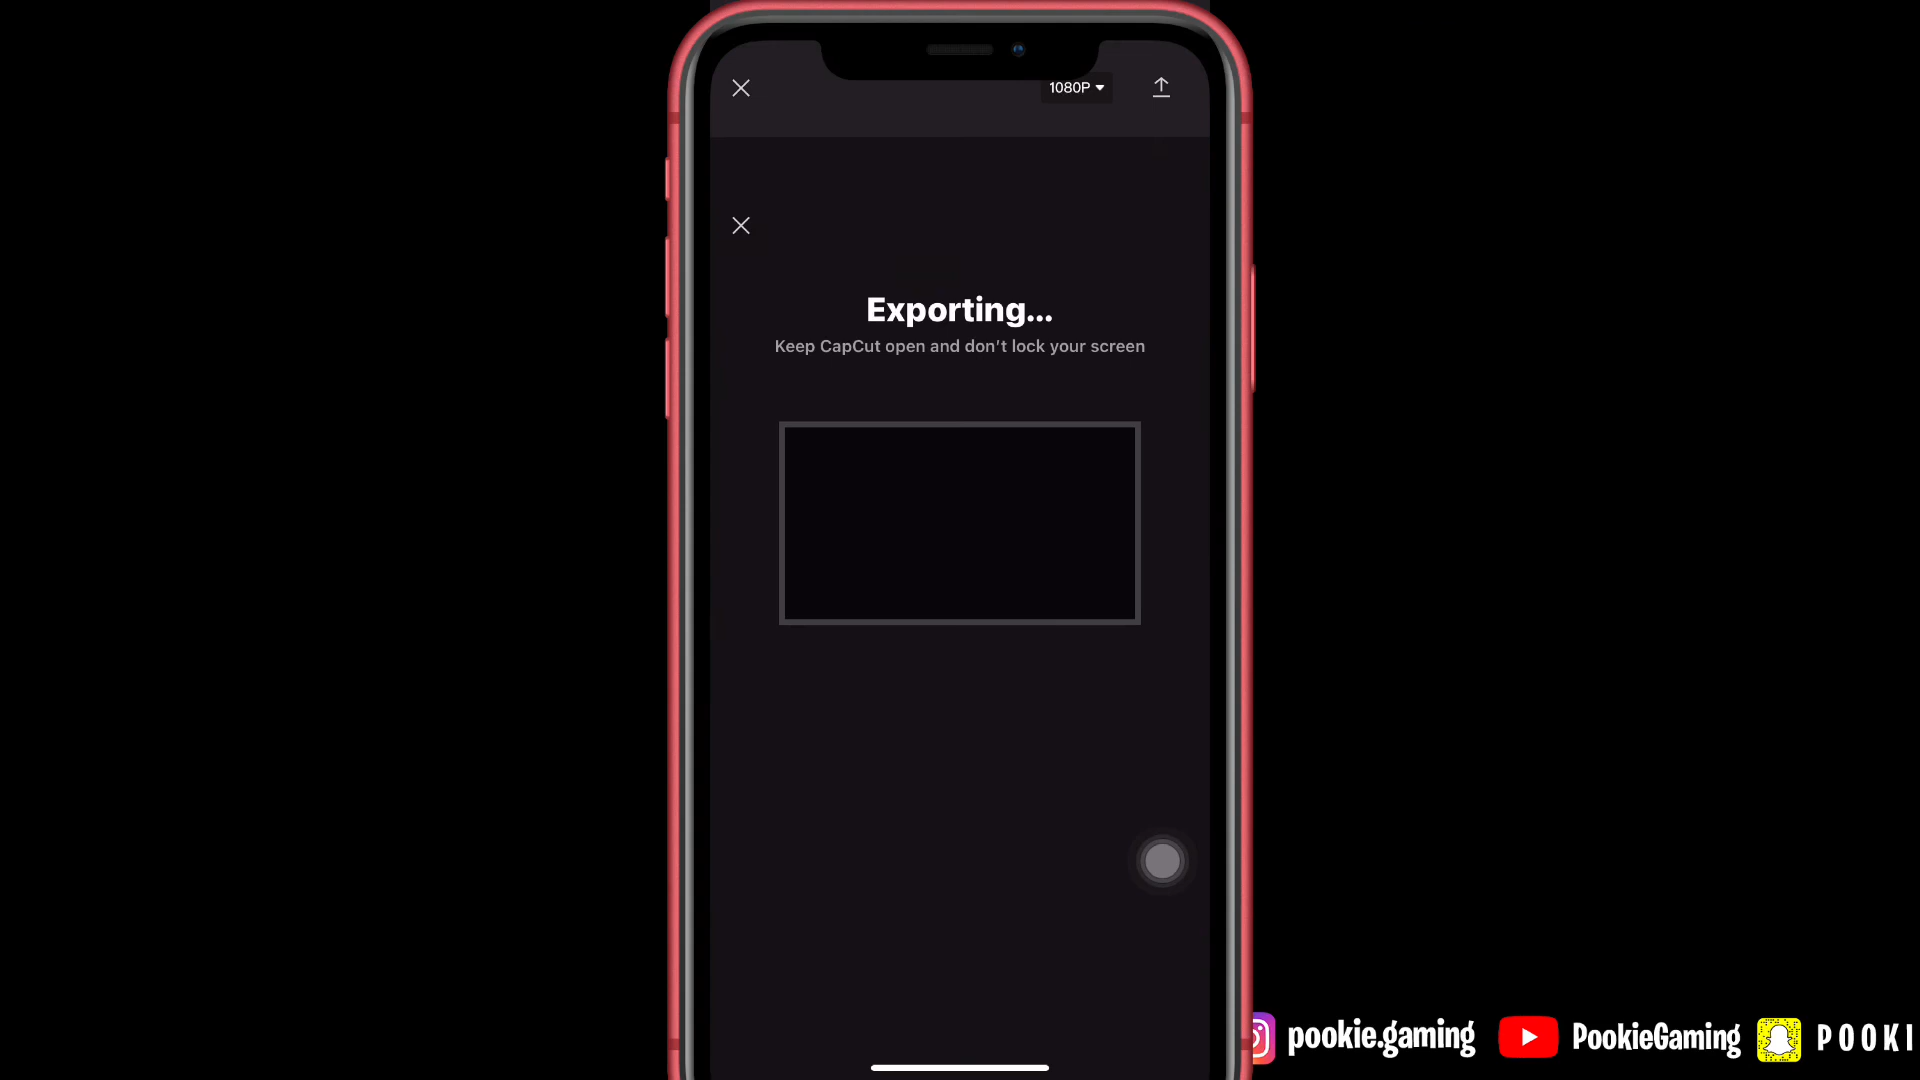 1080P
Exporting...
Keep CapCut open and don't lock your screen
pookie.gaming PookieGaming POOKI